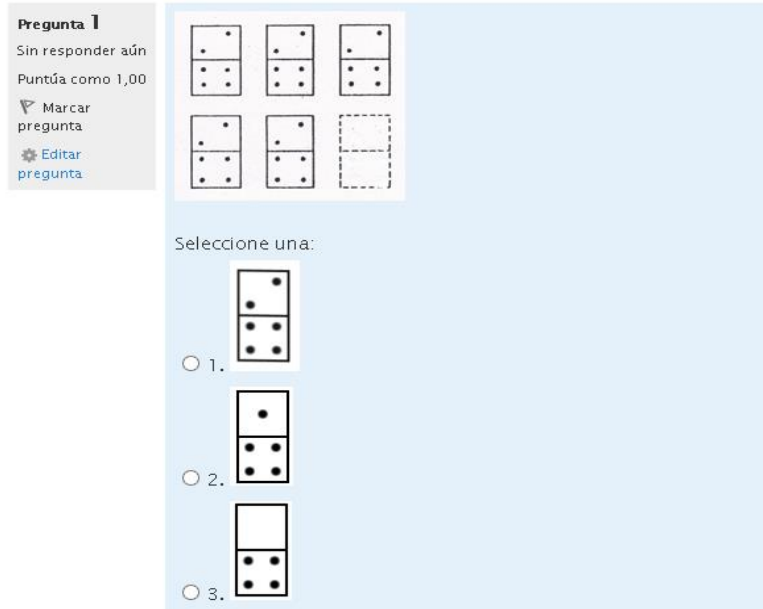 Pregunta 1
Sin responder aún
Puntúa como 1,00
Marcar
pregunta
Editar
pregunta
Seleccione una:
1.
2.
3.